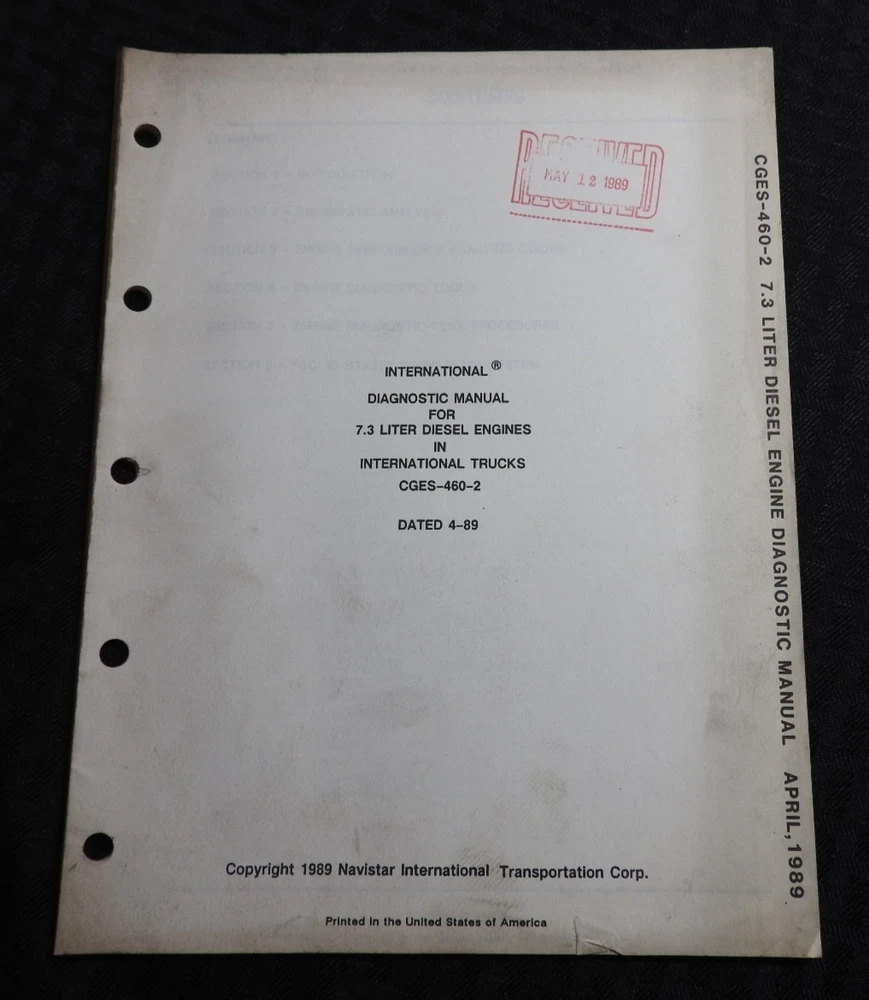 RECEIVED
MAY 12 1989
RECEIVED
INTERNATIONAL®
DIAGNOSTIC MANUAL
FOR
7.3 LITER DIESEL ENGINES
IN
INTERNATIONAL TRUCKS
CGES-460-2
DATED 4-89
Copyright 1989 Navistar International Transportation Corp.
Printed in the United States of America
CGES-460-2 7.3 LITER DIESEL ENGINE DIAGNOSTIC MANUAL APRIL, 1989